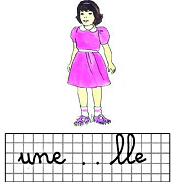 une . . lle